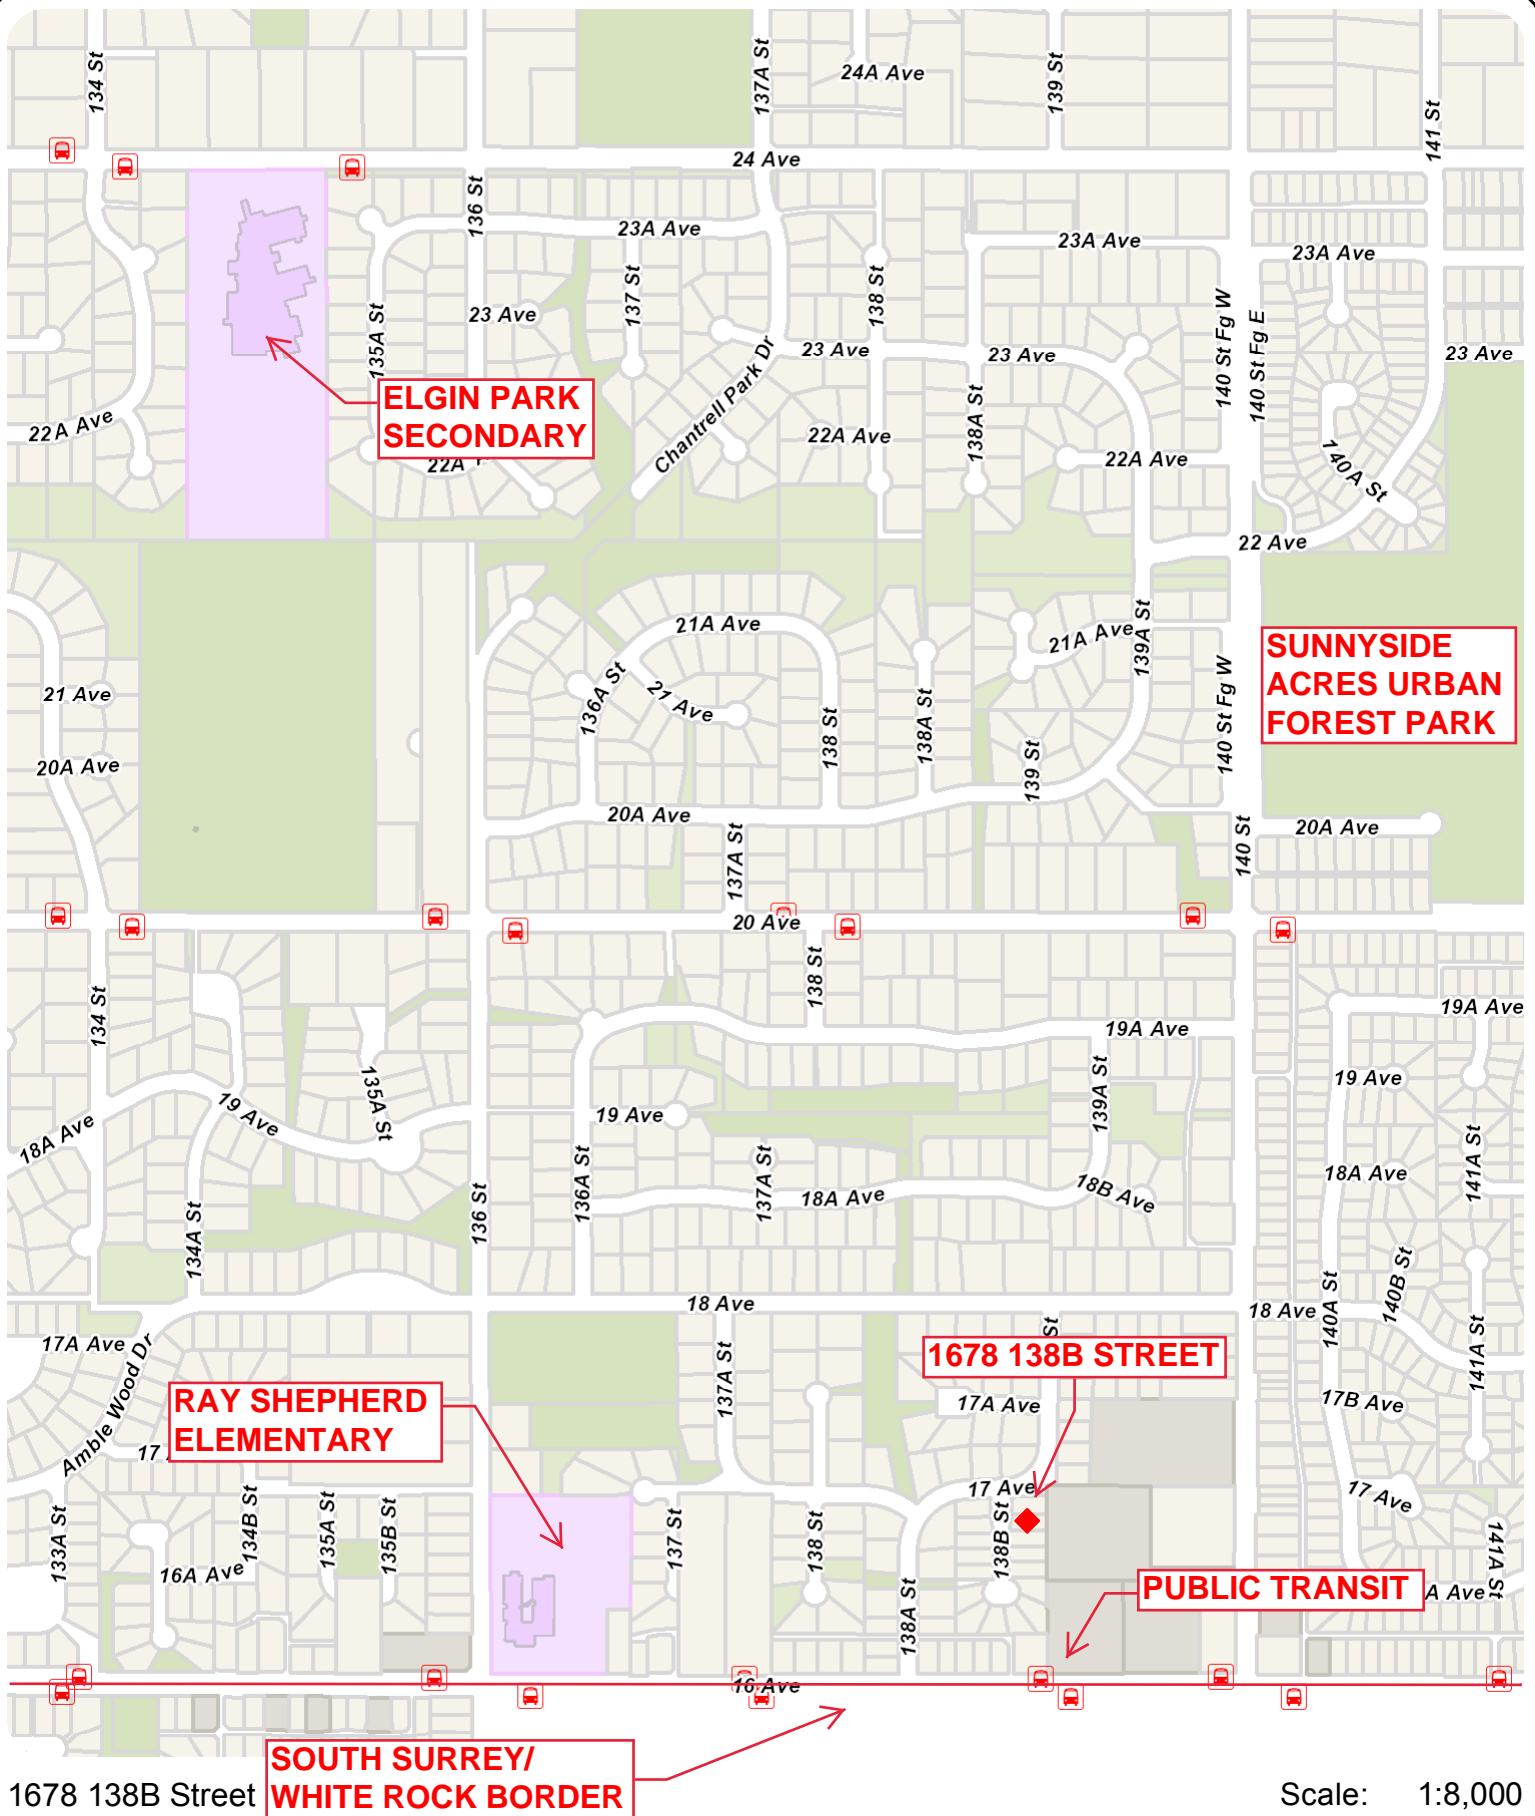 134 St
137A St
24A Ave
139 St
141 St
24 Ave
136 St
23A Ave
23A Ave
23A Ave
137 St
138 St
135A St
23 Ave
140 St Fg W
140 St Fg E
23 Ave
23 Ave
23 Ave
Chantrell Park Dr
ELGIN PARK
SECONDARY
22A Ave
22A
22A Ave
138A St
22A Ave
140A St
22 Ave
21A Ave
139A St
21A Ave
SUNNYSIDE
ACRES URBAN
FOREST PARK
21 Ave
136A St
21 Ave
138 St
138A St
140 St Fg W
20A Ave
139 St
20A Ave
137A St
140 St
20A Ave
20 Ave
134 St
138 St
19A Ave
19A Ave
135A St
139A St
19 Ave
19 Ave
19 Ave
18A Ave
136A St
137A St
141A St
18A Ave
134A St
136 St
18A Ave
18B Ave
140B St
140A St
18 Ave
18 Ave
St
17A Ave
Amble Wood Dr
137A St
1678 138B STREET
141A St
RAY SHEPHERD
ELEMENTARY
17A Ave
17B Ave
17
17 Ave
17 Ave
133A St
134B St
135A St
135B St
137 St
138 St
138B St
141A St
16A Ave
138A St
PUBLIC TRANSIT
A Ave
16 Ave
SOUTH SURREY/
WHITE ROCK BORDER
1678 138B Street
Scale: 1:8,000